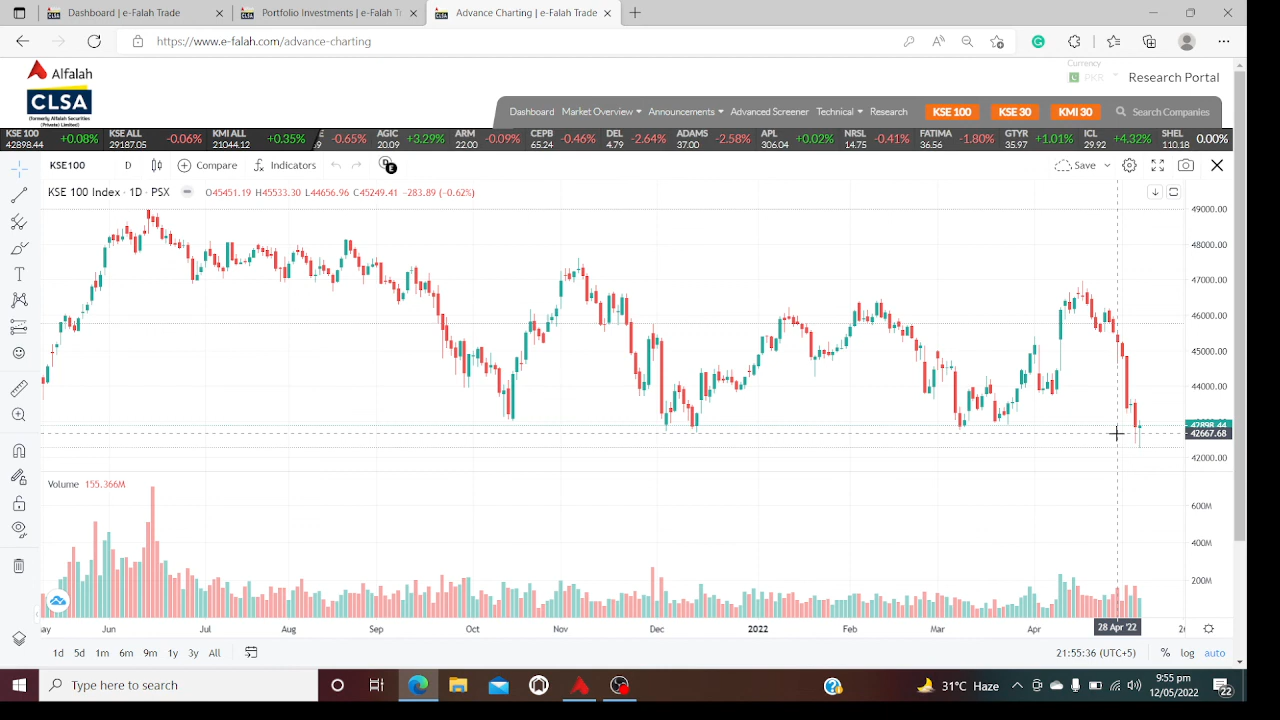 Dashboard | e-Falah Trade
Portfolio Investments | e-Falah Tr
Advance Charting | e-Falah Trade
https://www.e-falah.com/advance-charting
Alfalah
CLSA
(formerly Alfalah Securities
(Private) Limited)
Currency
PKR
Research Portal
Dashboard Market Overview Announcements Advanced Screener Technical Research KSE 100 KSE 30 KMI 30 Search Companies
KSE 100 42898.44 +0.08% KSE ALL 29187.05 -0.06% KMI ALL 21044.12 +0.35% -0.65% AGIC 20.09 +3.29% ARM 22.00 -0.09% CEPB 65.24 -0.46% DEL 4.79 -2.64% ADAMS 37.00 -2.58% APL 306.04 +0.02% NRSL 14.75 -0.41% FATIMA 36.56 -1.80% GTYR 35.97 +1.01% ICL 29.92 +4.32% SHEL 110.18 0.00%
KSE100 D Compare Indicators Save
KSE 100 Index · 1D · PSX O45451.19 H45533.30 L44656.96 C45249.41 -283.89 (-0.62%)
49000.00
48000.00
47000.00
46000.00
45000.00
44000.00
42898.44
42667.68
42000.00
Volume 155.366M
600M
400M
200M
ay Jun Jul Aug Sep Oct Nov Dec 2022 Feb Mar Apr 28 Apr '22 26
1d 5d 1m 6m 9m 1y 3y All
21:55:36 (UTC+5) % log auto
Type here to search
31°C Haze
12/05/2022
22